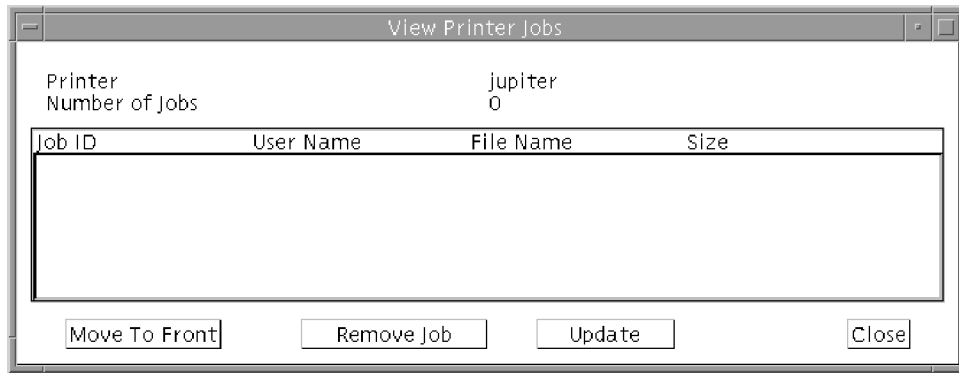 View Printer Jobs
Printer jupiter
Number of Jobs 0
Job ID User Name File Name Size
Move To Front Remove Job Update Close